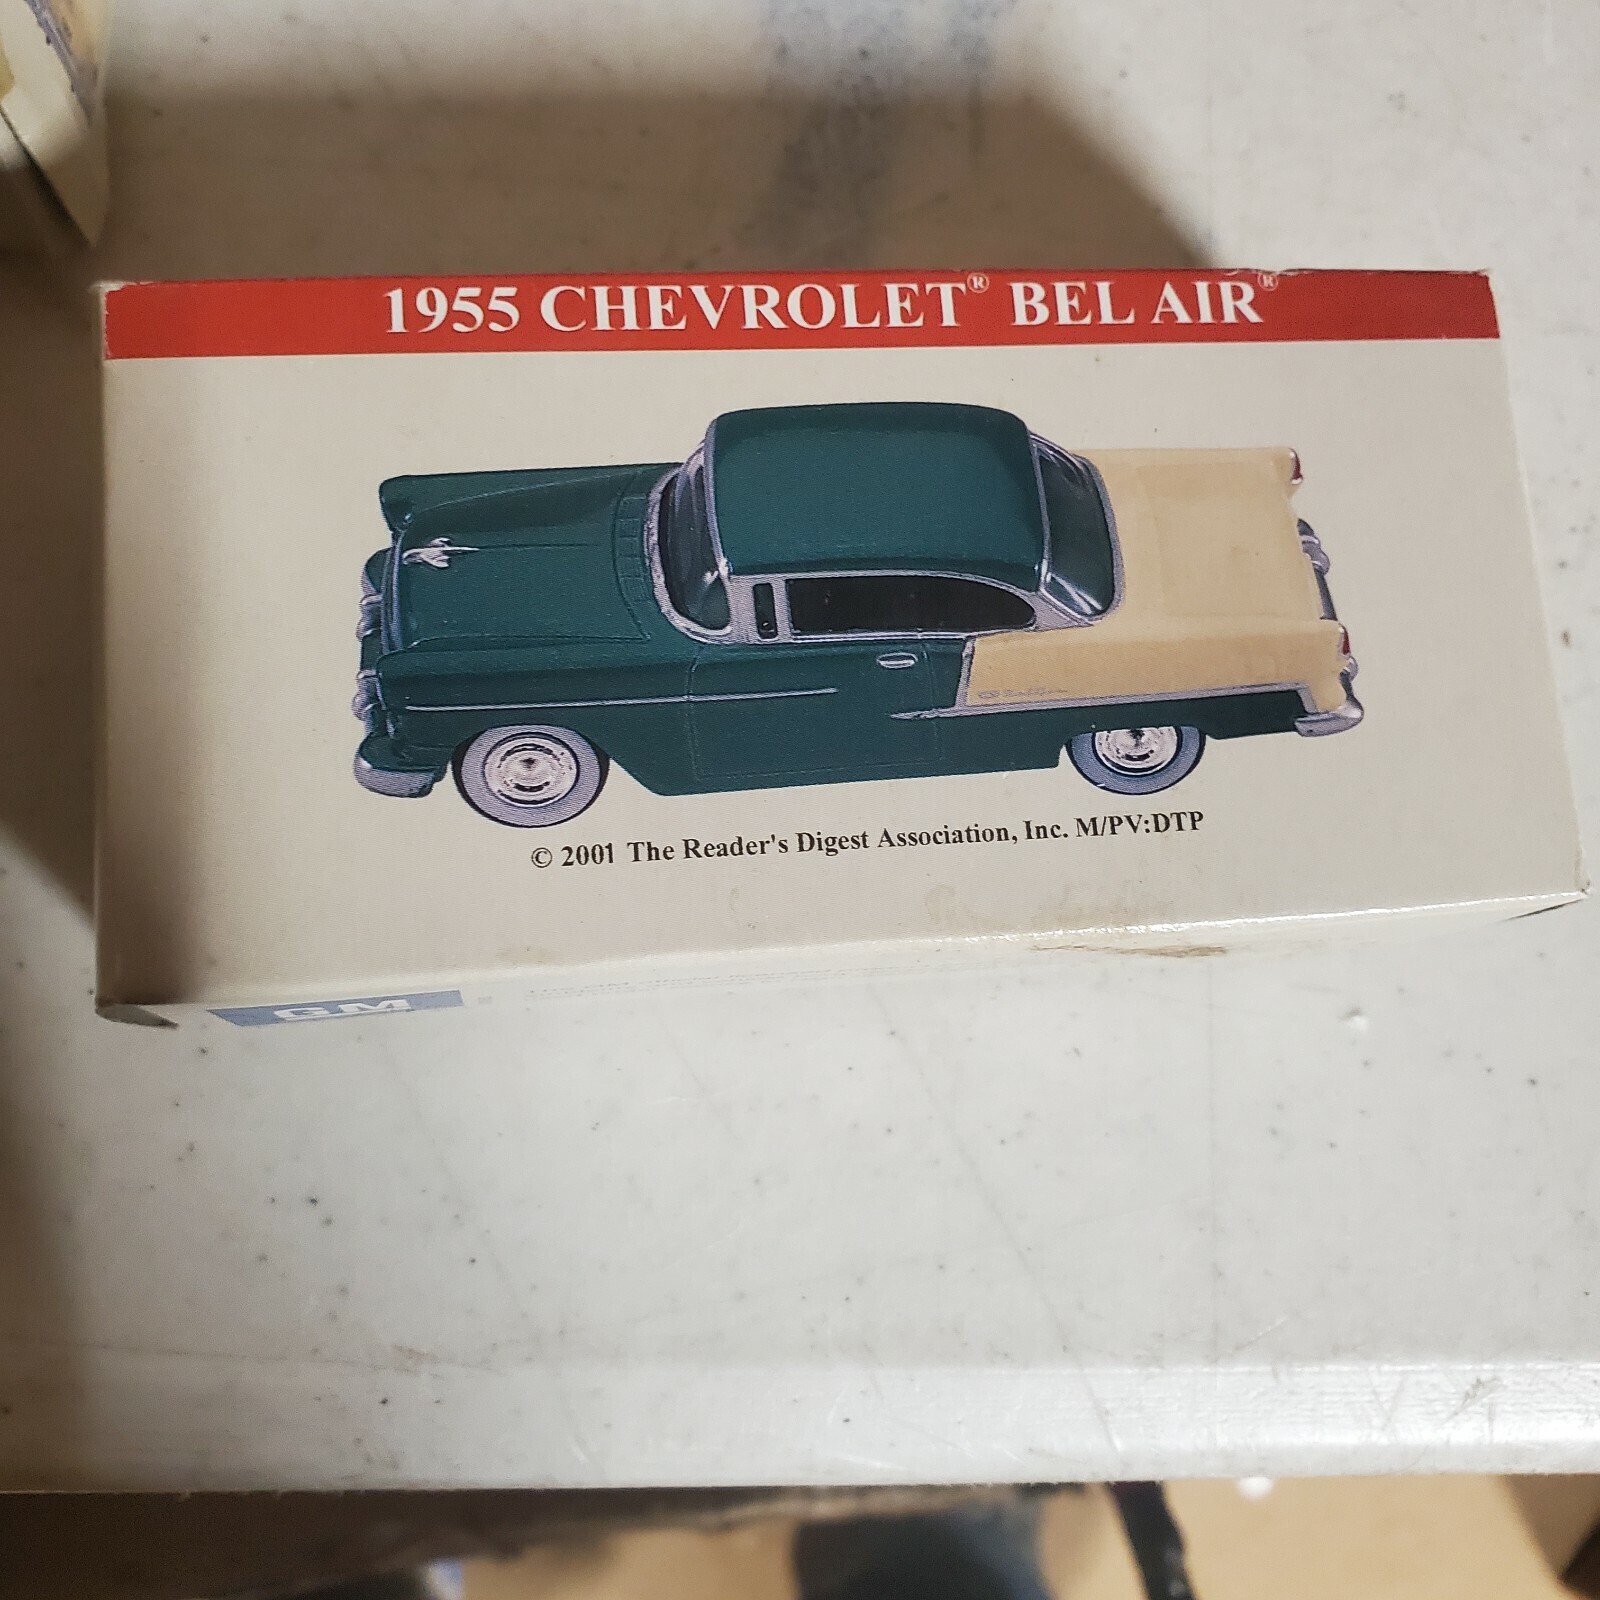 1955 CHEVROLET® BEL AIR®
© 2001 The Reader's Digest Association, Inc. M/PV:DTP
GM